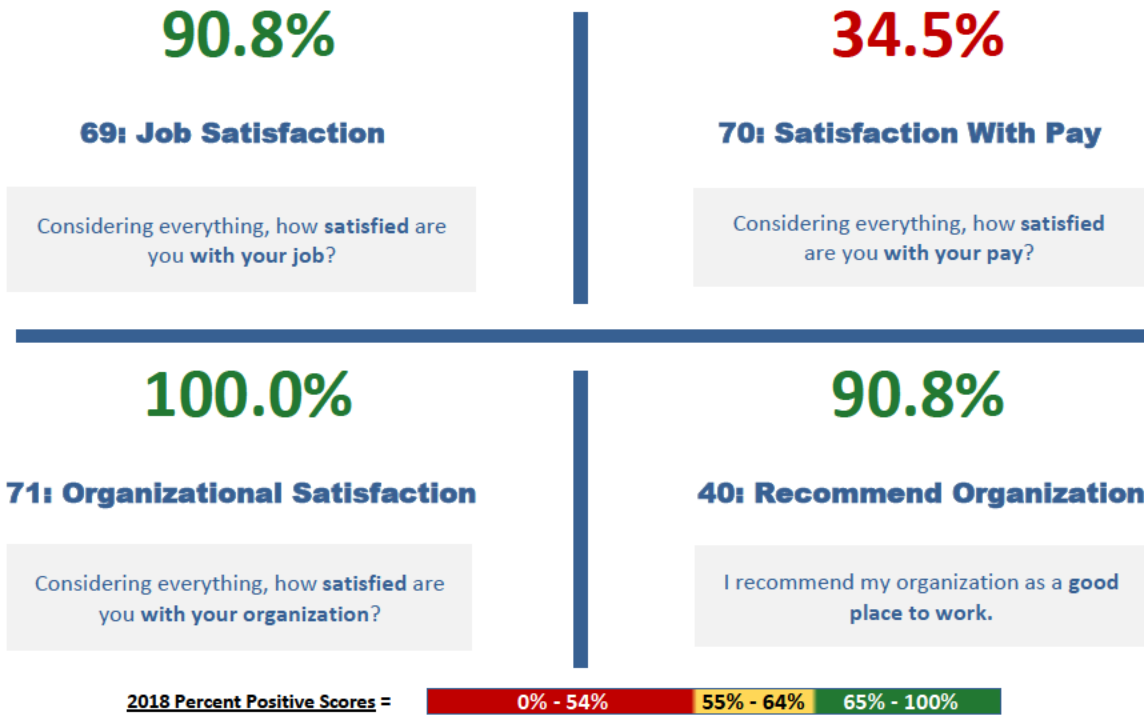 90.8%
69: Job Satisfaction
Considering everything, how satisfied are
you with your job?
34.5%
70: Satisfaction With Pay
Considering everything, how satisfied
are you with your pay?
100.0%
71: Organizational Satisfaction
Considering everything, how satisfied are
you with your organization?
90.8%
40: Recommend Organization
I recommend my organization as a good
place to work.
2018 Percent Positive Scores = 0% - 54% 55% - 64% 65% - 100%